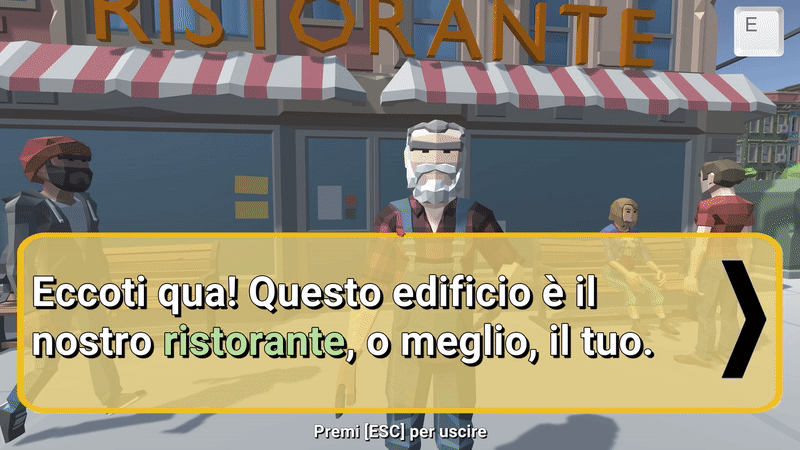 RISTORANTE
E
Eccoti qua! Questo edificio è il
nostro ristorante, o meglio, il tuo.
Premi [ESC] per uscire